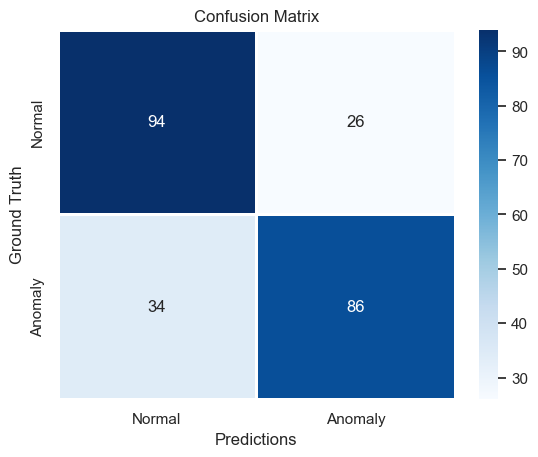 Confusion Matrix
Ground Truth
Normal
Anomaly
94
26
34
86
Normal
Anomaly
Predictions
90
80
70
60
50
40
30